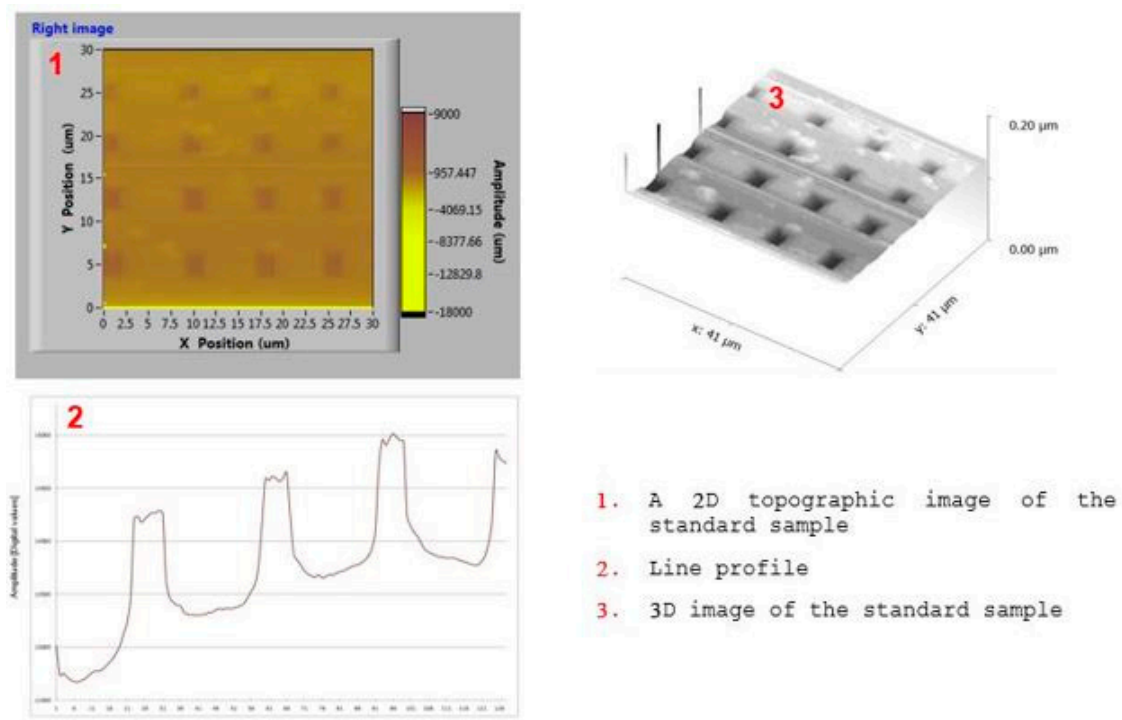 Right image
1
30
25
20
15
10
5
0
Y Position (um)
0 2.5 5 7.5 10 12.5 15 17.5 20 22.5 25 27.5 30
X Position (um)
9000
957.447
-4069.15
-8377.66
-12829.8
-18000
Amplitude (um)
3
0.20 µm
0.00 µm
x: 41 µm
y: 41 µm
2
Amplitude [Digital values]
1. A 2D topographic image of the
standard sample
2. Line profile
3. 3D image of the standard sample